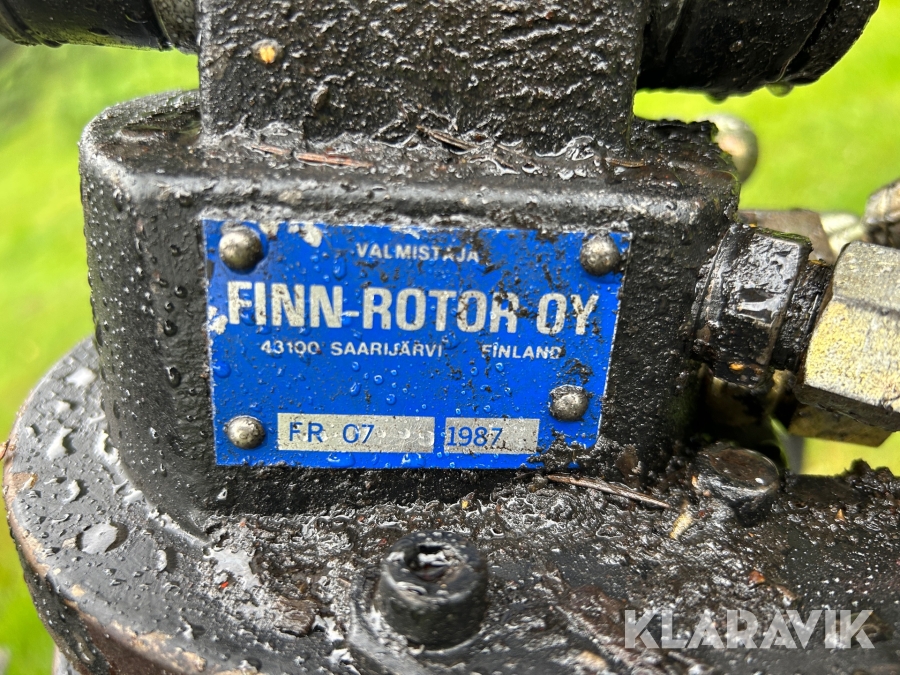 VALMISTAJA
FINN-ROTOR OY
43100 SAARIJÄRVI FINLAND
FR 07 1987
KLARAVIK